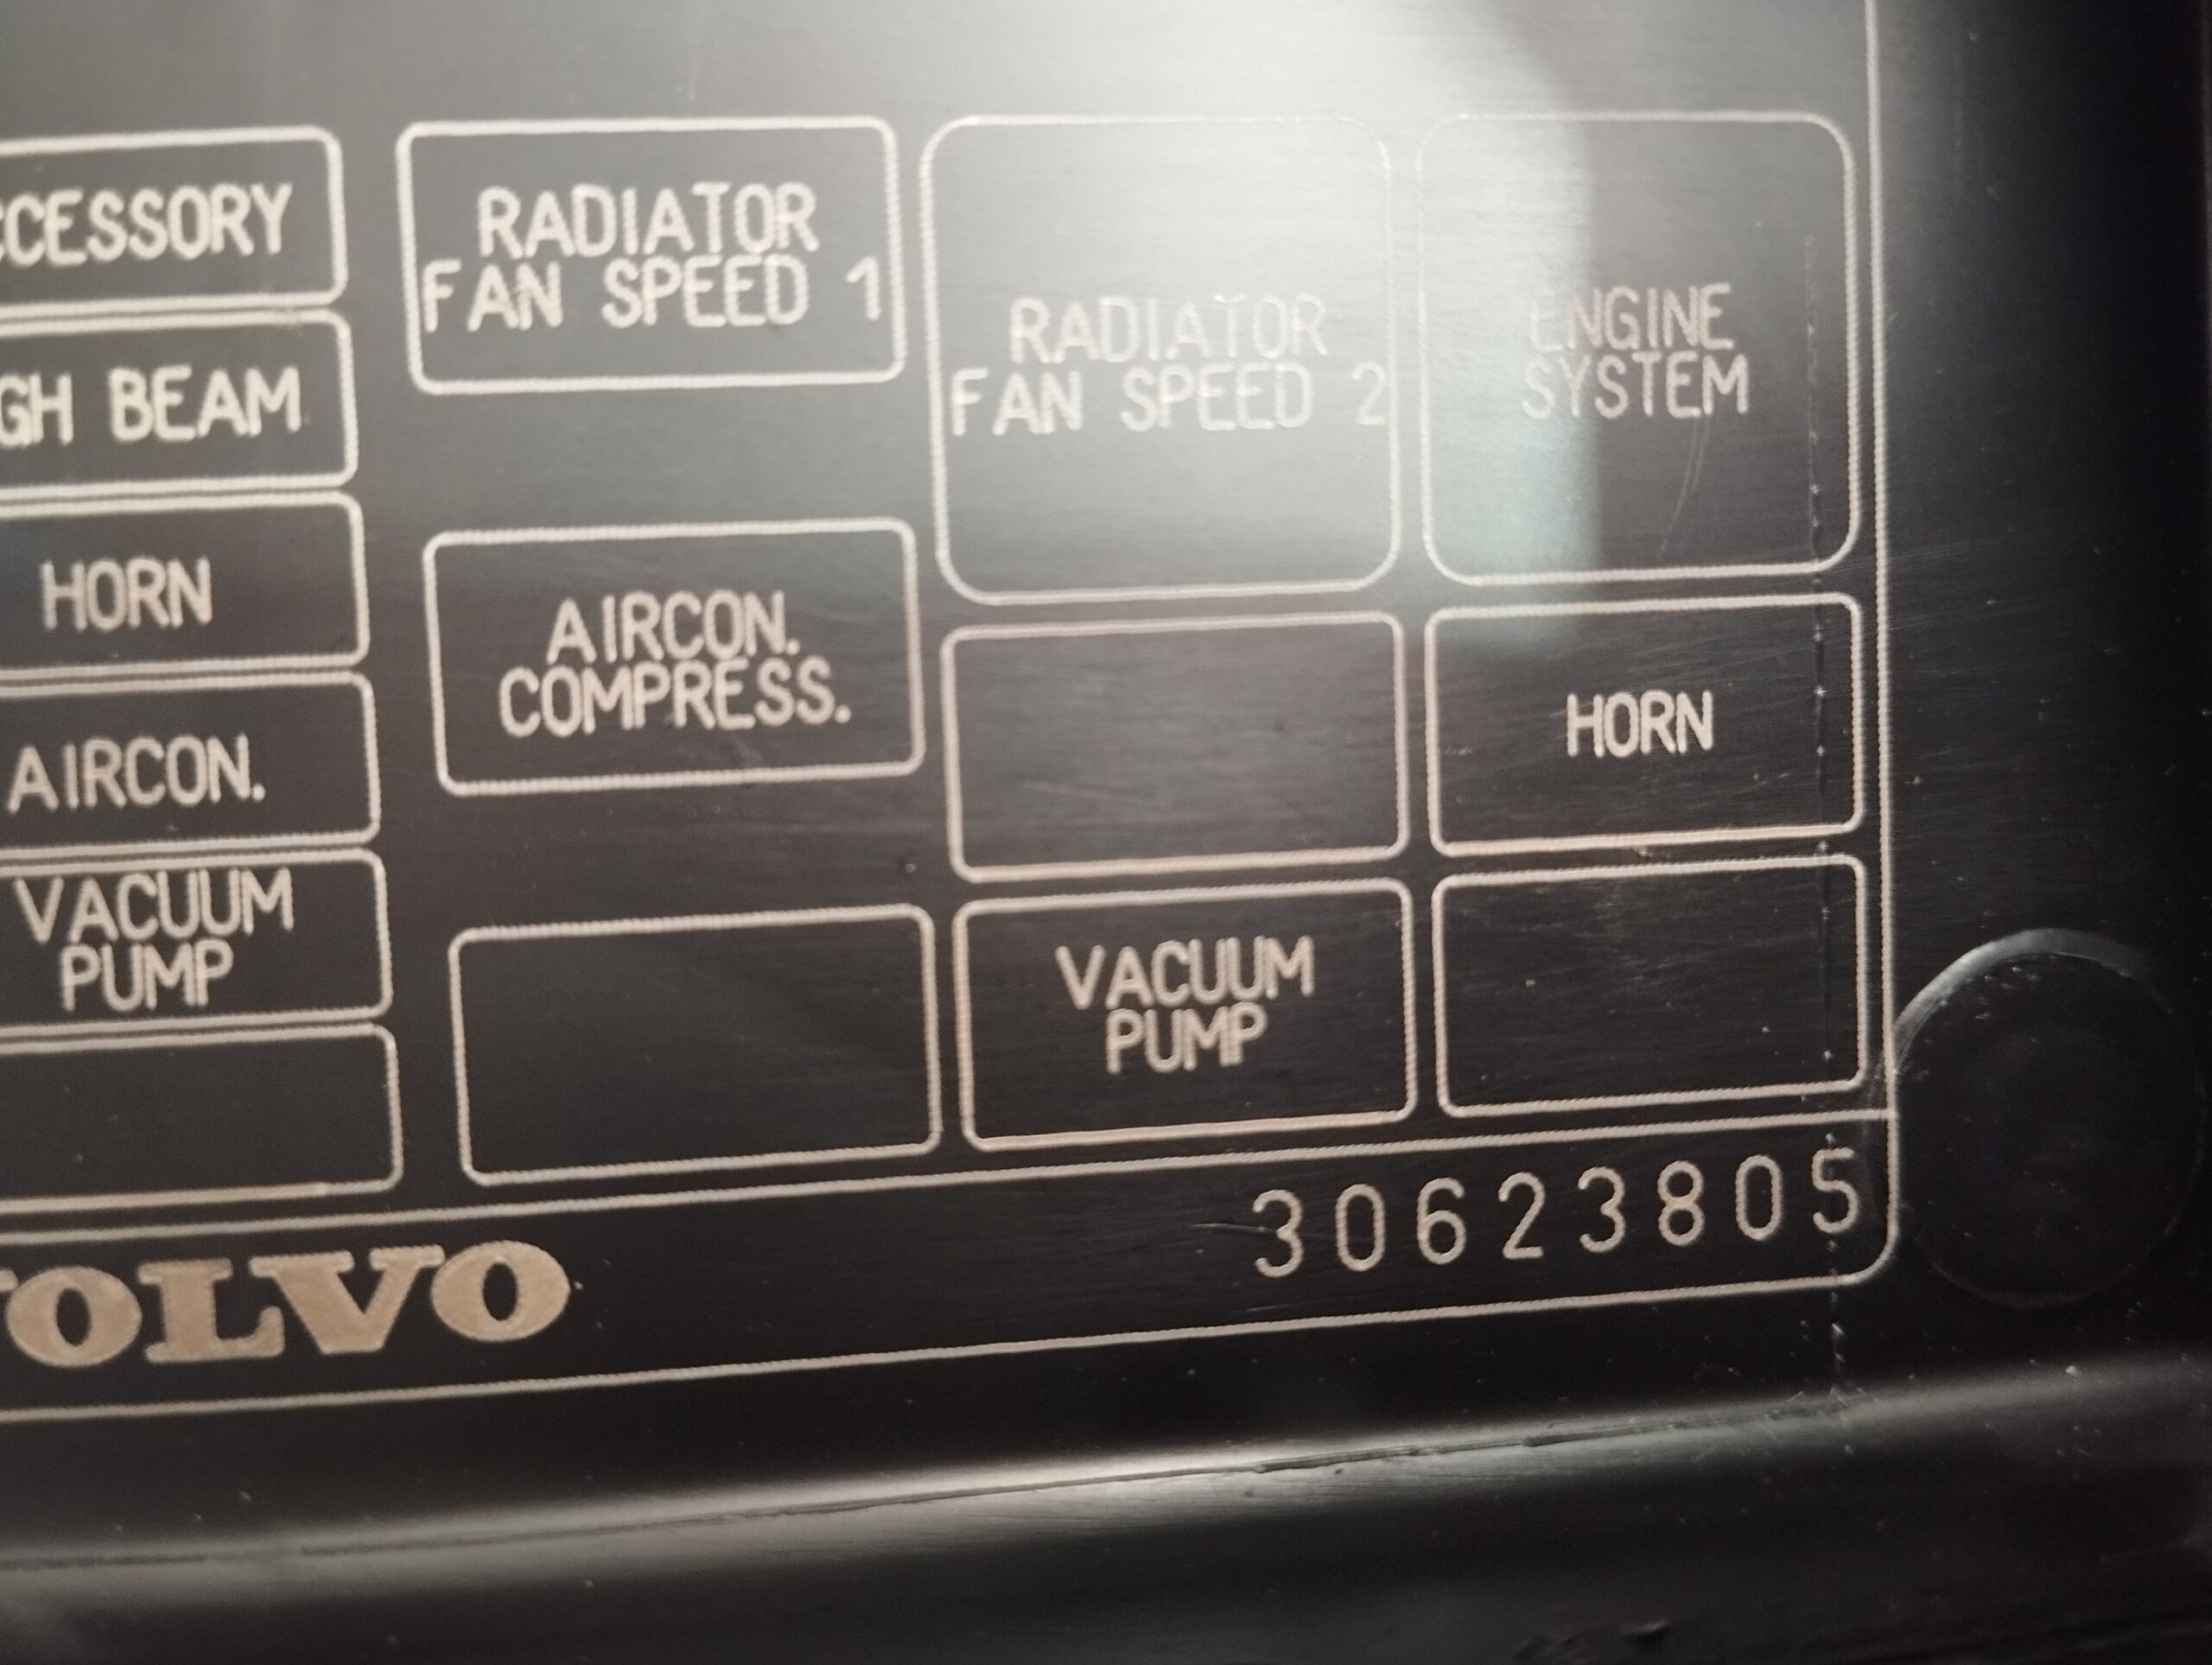 CCESSORY
GH BEAM
HORN
AIRCON.
VACUUM
PUMP
RADIATOR
FAN SPEED 1
AIRCON.
COMPRESS.
RADIATOR
FAN SPEED 2
VACUUM
PUMP
ENGINE
SYSTEM
HORN
VOLVO
30623805